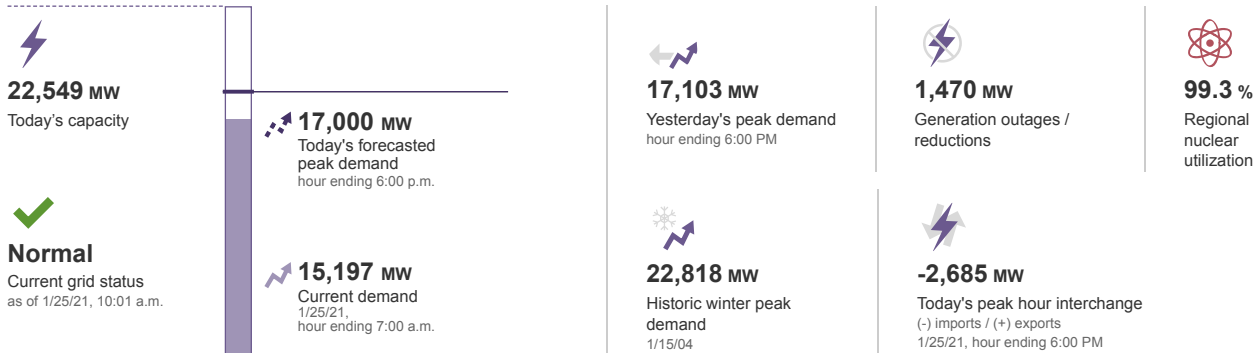 22,549 MW
Today's capacity
Normal
Current grid status
as of 1/25/21, 10:01 a.m.
17,000 MW
Today's forecasted
peak demand
hour ending 6:00 p.m.
15,197 MW
Current demand
1/25/21,
hour ending 7:00 a.m.
17,103 MW
Yesterday's peak demand
hour ending 6:00 PM
1,470 MW
Generation outages /
reductions
99.3 %
Regional
nuclear
utilization
22,818 MW
Historic winter peak
demand
1/15/04
-2,685 MW
Today's peak hour interchange
(-) imports / (+) exports
1/25/21, hour ending 6:00 PM